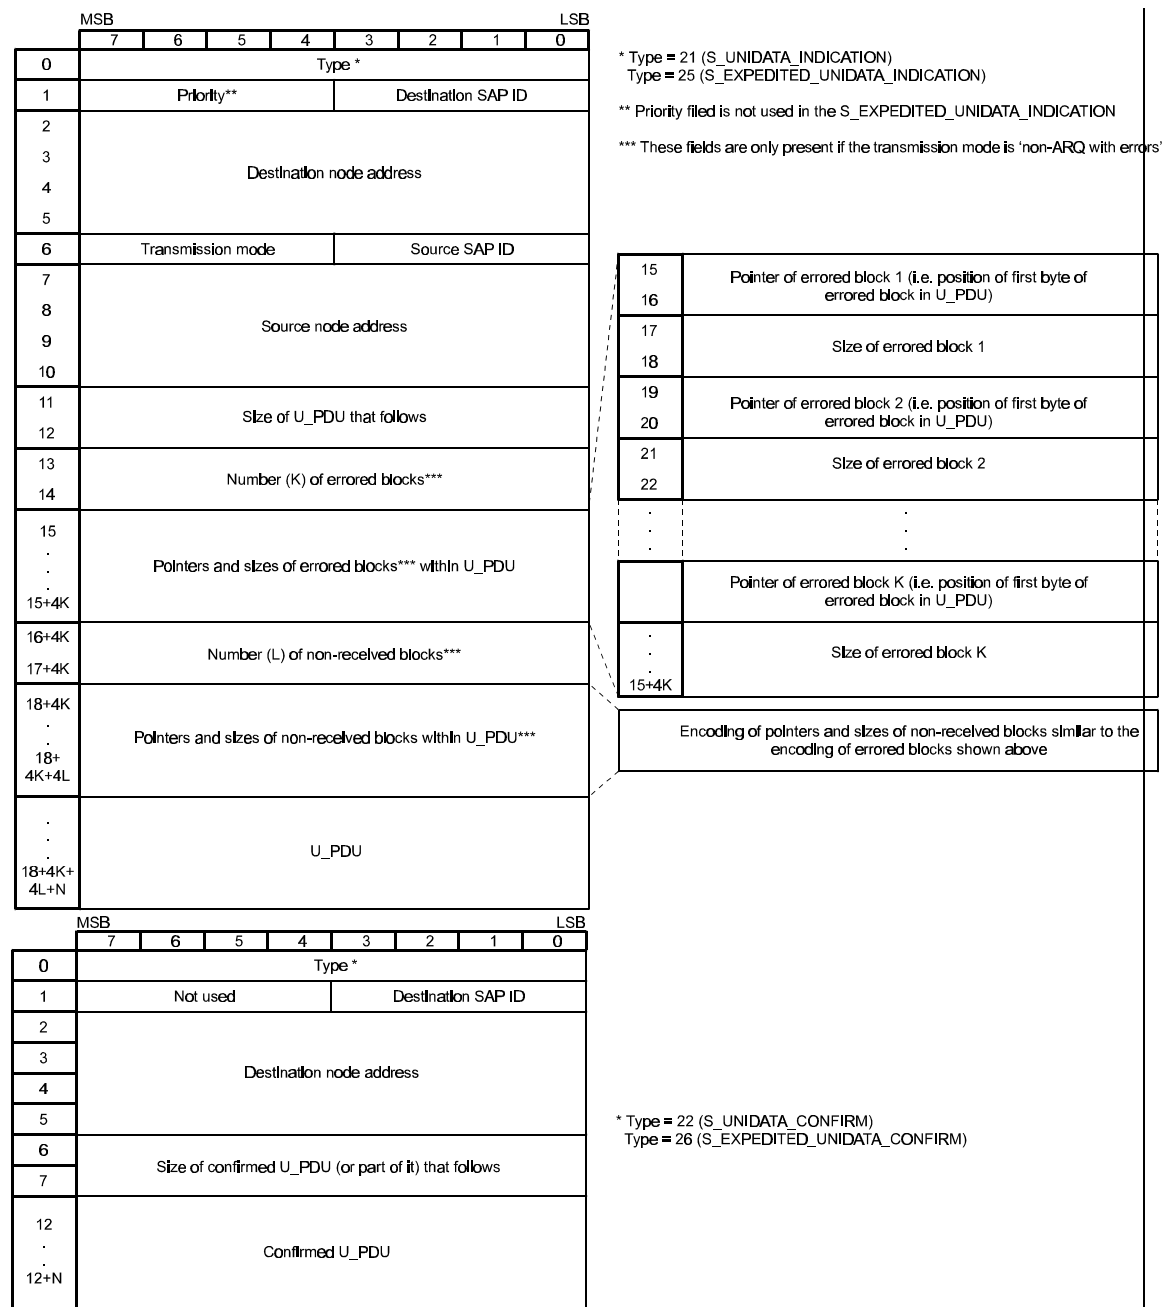 MSB LSB
7 6 5 4 3 2 1 0
0 Type *
1 Priority** Destination SAP ID
2
3
4
5
Destination node address
6 Transmission mode Source SAP ID
7
8
9
10
Source node address
11
12
Size of U_PDU that follows
13
14
Number (K) of errored blocks***
15
.
.
.
15+4K
Pointers and sizes of errored blocks*** within U_PDU
16+4K
17+4K
Number (L) of non-received blocks***
18+4K
.
.
.
18+
4K+4L
Pointers and sizes of non-received blocks within U_PDU***
.
.
.
18+4K+
4L+N
U_PDU
* Type = 21 (S_UNIDATA_INDICATION)
Type = 25 (S_EXPEDITED_UNIDATA_INDICATION)
** Priority filed is not used in the S_EXPEDITED_UNIDATA_INDICATION
*** These fields are only present if the transmission mode is ‘non-ARQ with errors’
15
16
Pointer of errored block 1 (i.e. position of first byte of
errored block in U_PDU)
17
18
Size of errored block 1
19
20
Pointer of errored block 2 (i.e. position of first byte of
errored block in U_PDU)
21
22
Size of errored block 2
. .
. .
. .
Pointer of errored block K (i.e. position of first byte of
errored block in U_PDU)
.
.
.
15+4K
Size of errored block K
Encoding of pointers and sizes of non-received blocks similar to the
encoding of errored blocks shown above
MSB LSB
7 6 5 4 3 2 1 0
0 Type *
1 Not used Destination SAP ID
2
3
4
5
Destination node address
6
7
Size of confirmed U_PDU (or part of it) that follows
12
.
.
12+N
Confirmed U_PDU
* Type = 22 (S_UNIDATA_CONFIRM)
Type = 26 (S_EXPEDITED_UNIDATA_CONFIRM)